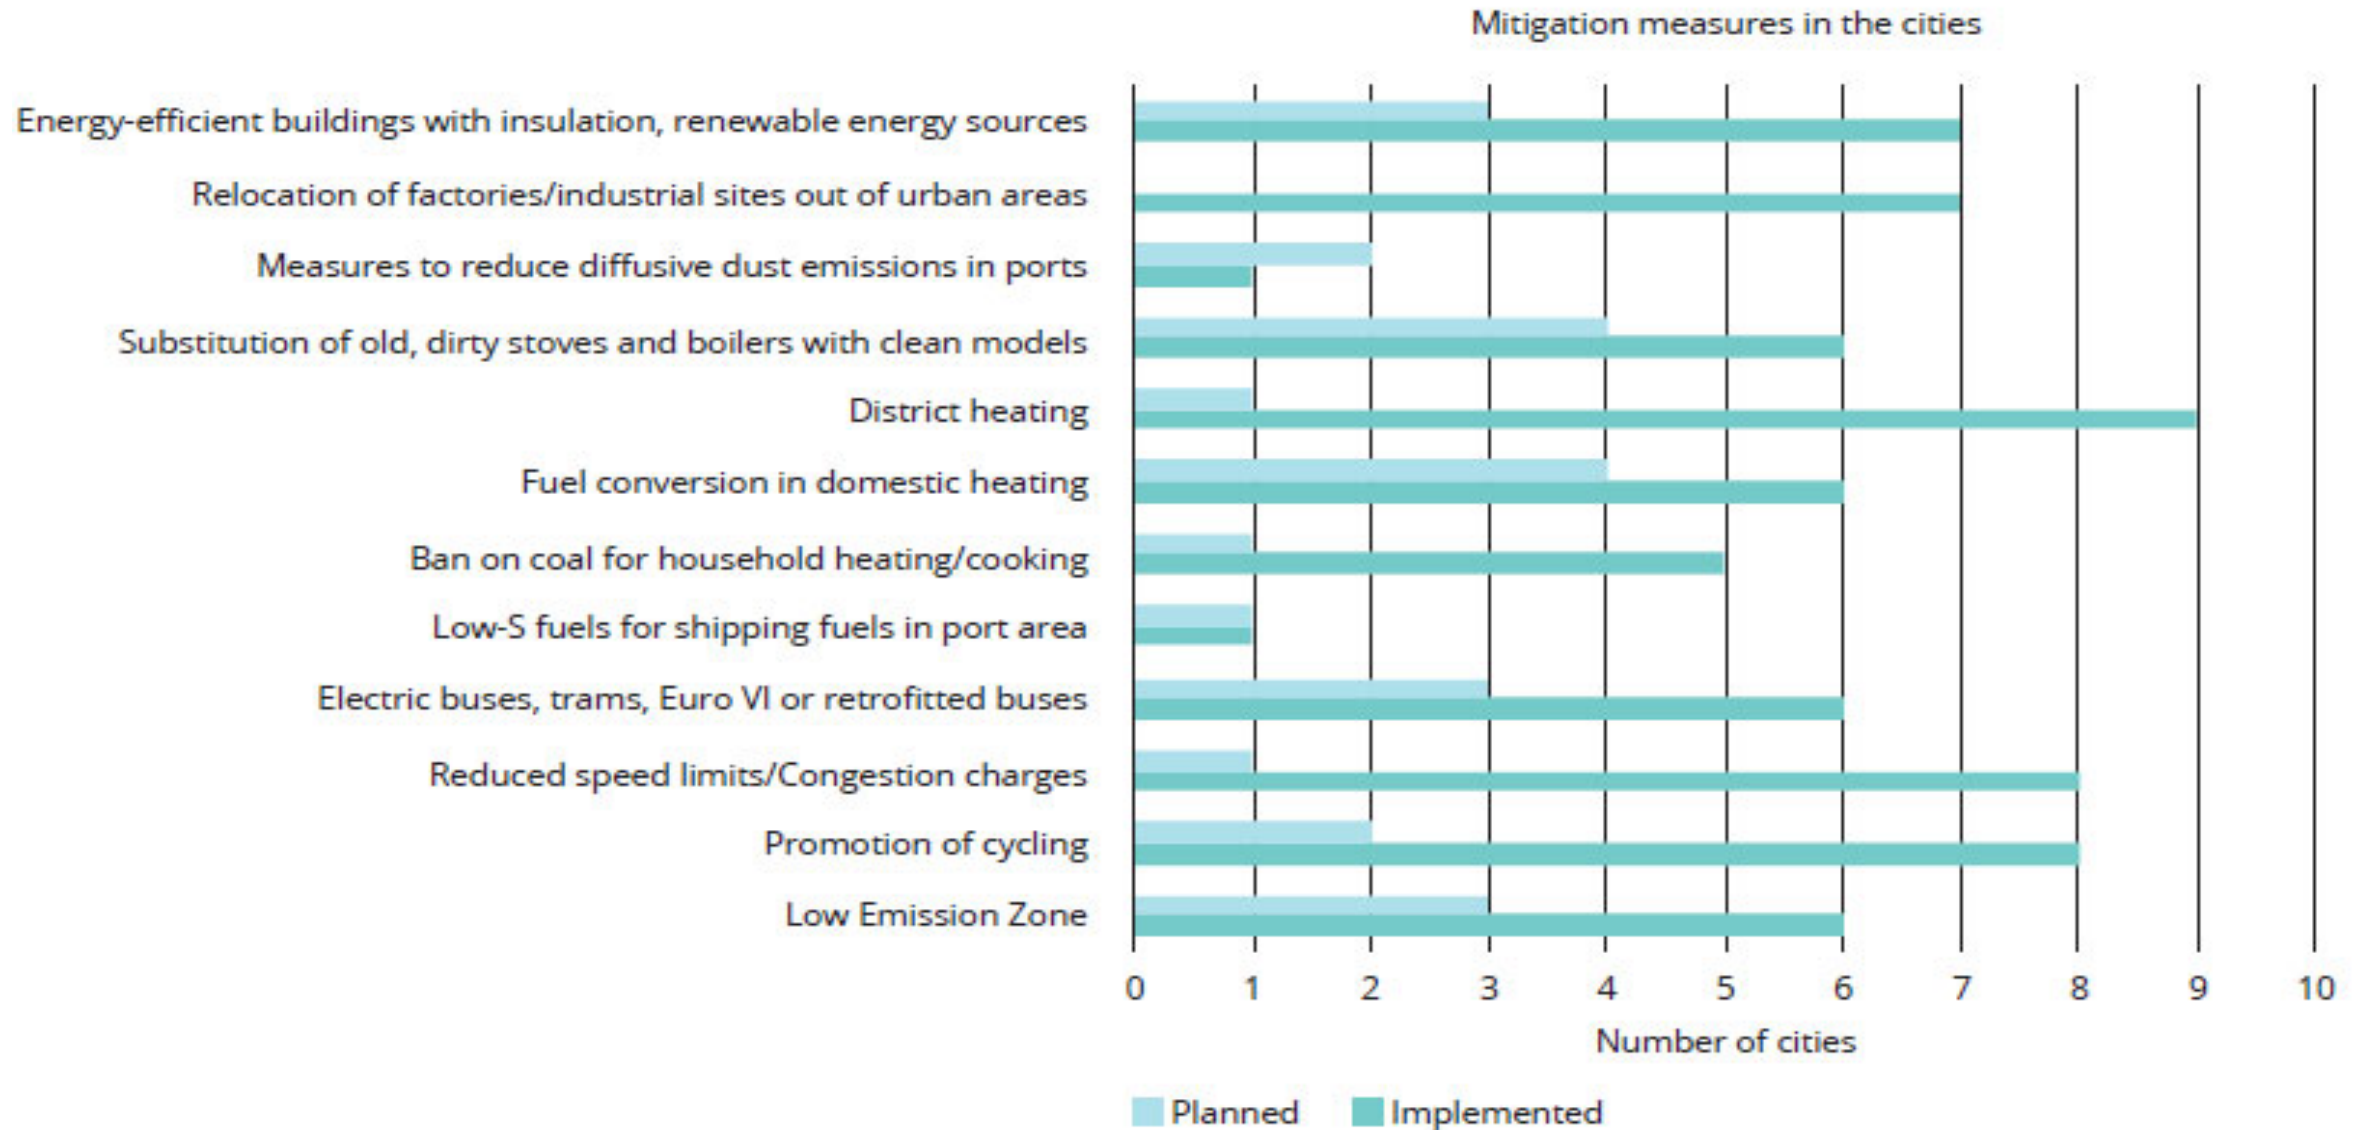 Mitigation measures in the cities
Energy-efficient buildings with insulation, renewable energy sources
Relocation of factories/industrial sites out of urban areas
Measures to reduce diffusive dust emissions in ports
Substitution of old, dirty stoves and boilers with clean models
District heating
Fuel conversion in domestic heating
Ban on coal for household heating/cooking
Low-S fuels for shipping fuels in port area
Electric buses, trams, Euro VI or retrofitted buses
Reduced speed limits/Congestion charges
Promotion of cycling
Low Emission Zone
0 1 2 3 4 5 6 7 8 9 10
Number of cities
Planned Implemented